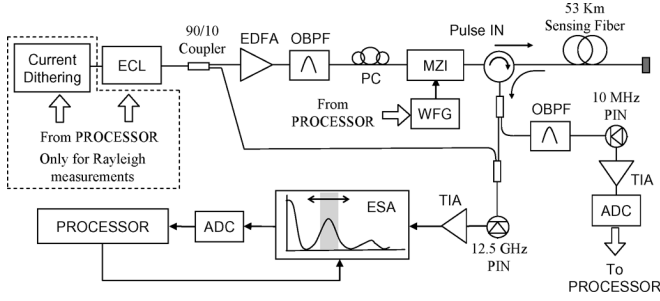 90/10
Coupler
EDFA
OBPF
PC
MZI
Pulse IN
53 Km
Sensing Fiber
Current
Dithering
ECL
From PROCESSOR
Only for Rayleigh
measurements
From
PROCESSOR
WFG
OBPF
10 MHz
PIN
TIA
ADC
To
PROCESSOR
PROCESSOR
ADC
ESA
TIA
12.5 GHz
PIN